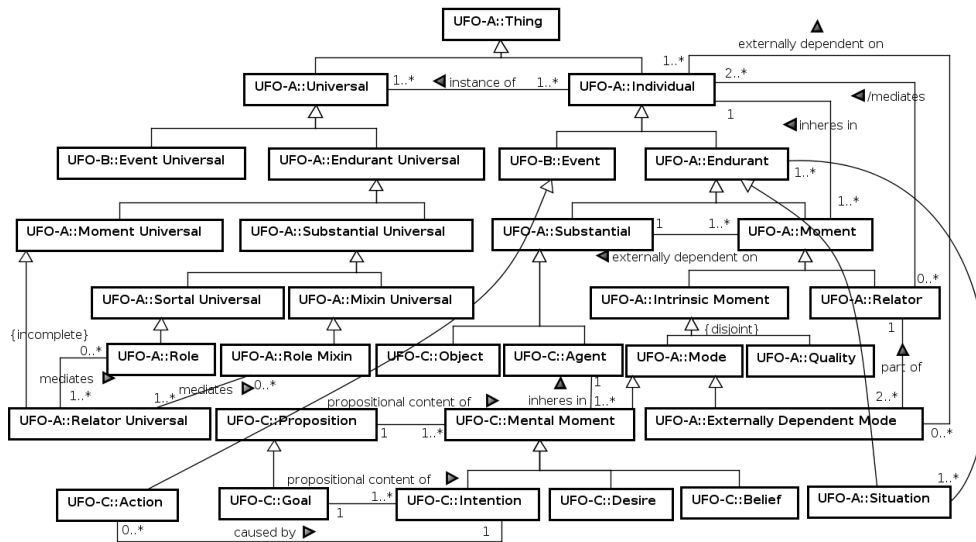 UFO-A::Thing
externally dependent on
1..*
2..*
UFO-A::Universal
1..*
instance of
1..*
UFO-A::Individual
/mediates
1
inheres in
UFO-B::Event Universal
UFO-A::Endurant Universal
UFO-B::Event
UFO-A::Endurant
1..*
1..*
UFO-A::Moment Universal
UFO-A::Substantial Universal
UFO-A::Substantial
1
1..*
UFO-A::Moment
externally dependent on
0..*
UFO-A::Sortal Universal
UFO-A::Mixin Universal
UFO-A::Intrinsic Moment
UFO-A::Relator
{incomplete}
{disjoint}
1
0..*
UFO-A::Role
UFO-A::Role Mixin
UFO-C::Object
UFO-C::Agent
UFO-A::Mode
UFO-A::Quality
part of
mediates
mediates
0..*
1
1..*
1..*
propositional content of
inheres in
1..*
2..*
UFO-A::Relator Universal
UFO-C::Proposition
1
1..*
UFO-C::Mental Moment
UFO-A::Externally Dependent Mode
0..*
propositional content of
UFO-C::Action
UFO-C::Goal
1
1..*
UFO-C::Intention
UFO-C::Desire
UFO-C::Belief
UFO-A::Situation
1..*
0..*
caused by
1